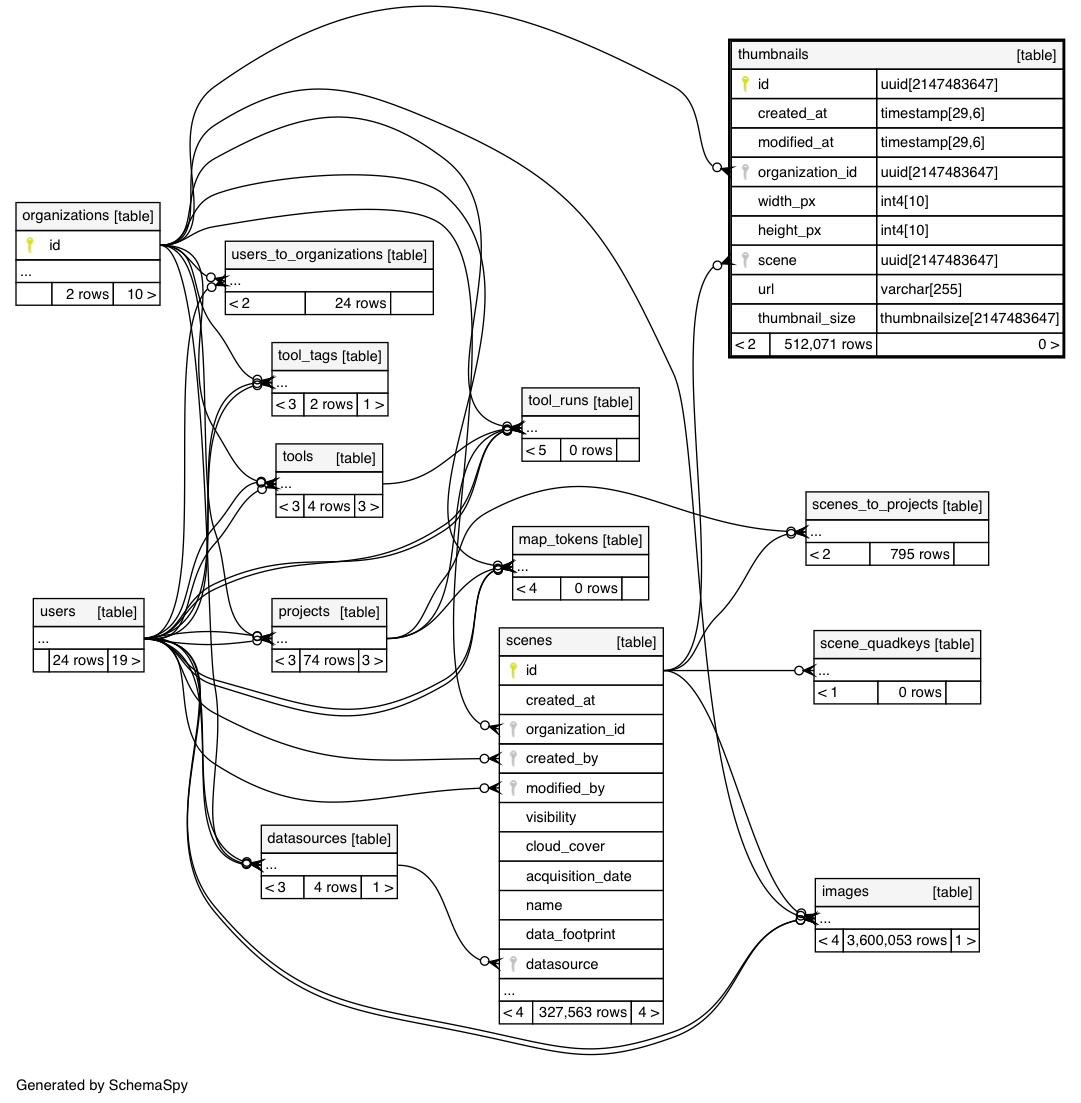 thumbnails [table]
id uuid[2147483647]
created_at timestamp[29,6]
modified_at timestamp[29,6]
organization_id uuid[2147483647]
width_px int4[10]
height_px int4[10]
scene uuid[2147483647]
url varchar[255]
thumbnail_size thumbnailsize[2147483647]
< 2 512,071 rows 0 >
organizations [table]
id
...
2 rows 10 >
users_to_organizations [table]
...
< 2 24 rows
tool_tags [table]
...
< 3 2 rows 1 >
tool_runs [table]
...
< 5 0 rows
tools [table]
...
< 3 4 rows 3 >
scenes_to_projects [table]
...
< 2 795 rows
map_tokens [table]
...
< 4 0 rows
users [table]
...
24 rows 19 >
projects [table]
...
< 3 74 rows 3 >
scenes [table]
id
created_at
organization_id
created_by
modified_by
visibility
cloud_cover
acquisition_date
name
data_footprint
datasource
...
< 4 327,563 rows 4 >
scene_quadkeys [table]
...
< 1 0 rows
datasources [table]
...
< 3 4 rows 1 >
images [table]
...
< 4 3,600,053 rows 1 >
Generated by SchemaSpy